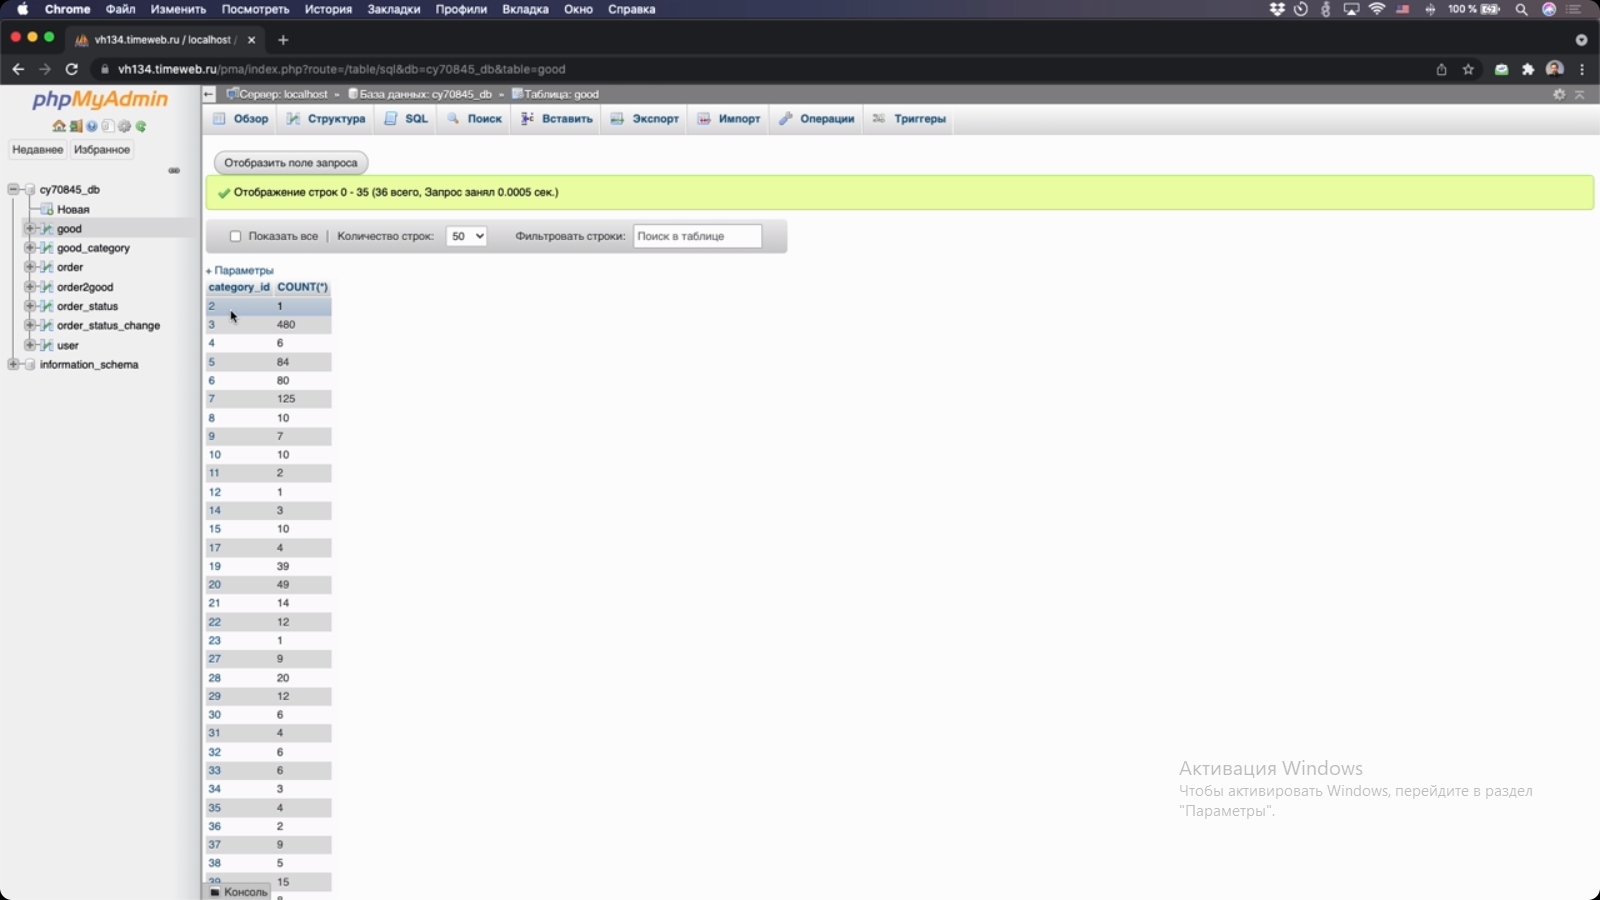 Chrome Файл Изменить Посмотреть История Закладки Профили Вкладка Окно Справка 100 %
vh134.timeweb.ru / localhost /
vh134.timeweb.ru/pma/index.php?route=/table/sql&db=cy70845_db&table=good
phpMyAdmin
Недавнее Избранное
cy70845_db
Новая
good
good_category
order
order2good
order_status
order_status_change
user
information_schema
Сервер: localhost » База данных: cy70845_db » Таблица: good
Обзор Структура SQL Поиск Вставить Экспорт Импорт Операции Триггеры
Отобразить поле запроса
Отображение строк 0 - 35 (36 всего, Запрос занял 0.0005 сек.)
Показать все | Количество строк: 50 Фильтровать строки: Поиск в таблице
+ Параметры
category_id COUNT(*)
2 1
3 480
4 6
5 84
6 80
7 125
8 10
9 7
10 10
11 2
12 1
14 3
15 10
17 4
19 39
20 49
21 14
22 12
23 1
27 9
28 20
29 12
30 6
31 4
32 6
33 6
34 3
35 4
36 2
37 9
38 5
39 15
Консоль
Активация Windows
Чтобы активировать Windows, перейдите в раздел
"Параметры".